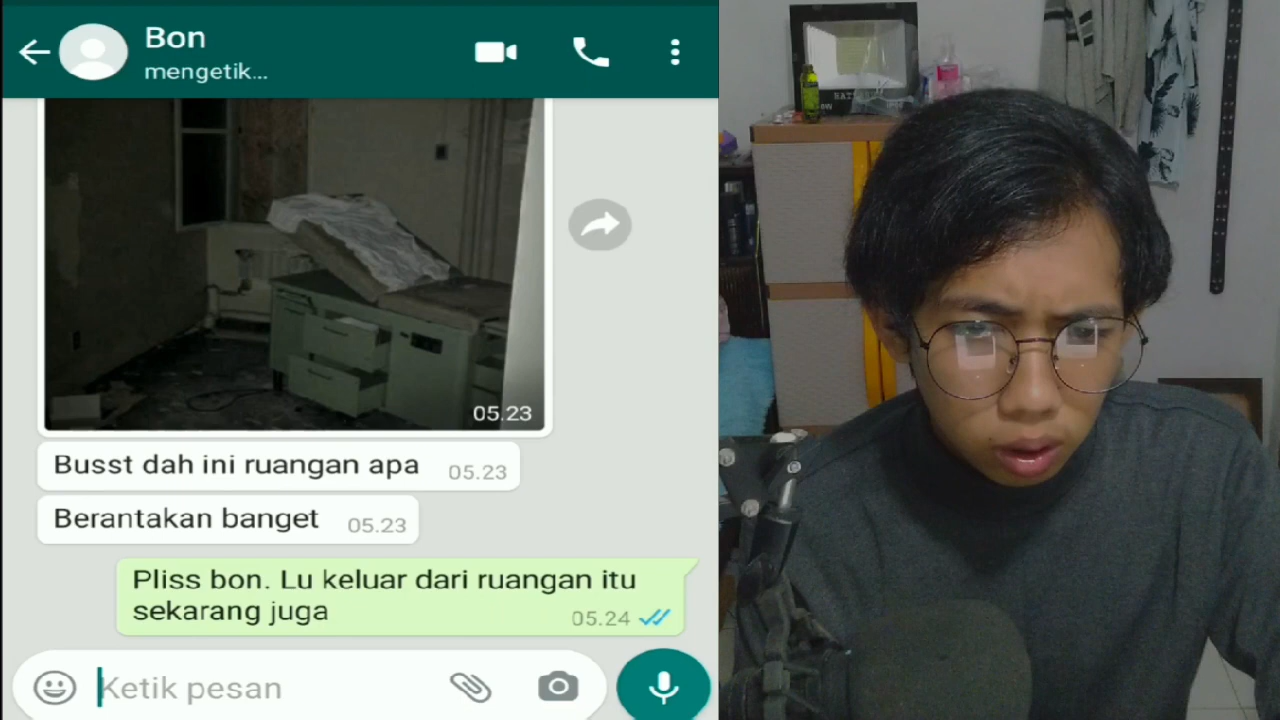 Bon
mengetik...
05.23
Busst dah ini ruangan apa 05.23
Berantakan banget 05.23
Pliss bon. Lu keluar dari ruangan itu
sekarang juga 05.24
Ketik pesan